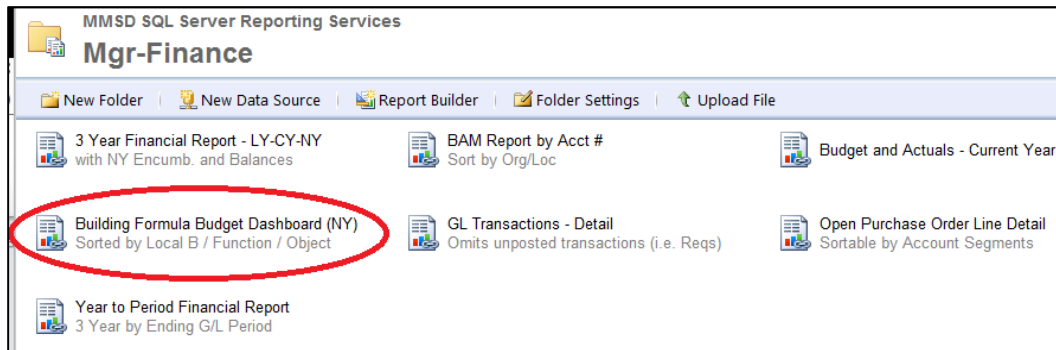 MMSD SQL Server Reporting Services
Mgr-Finance
New Folder
New Data Source
Report Builder
Folder Settings
Upload File
3 Year Financial Report - LY-CY-NY
with NY Encumb. and Balances
BAM Report by Acct #
Sort by Org/Loc
Budget and Actuals - Current Year
Building Formula Budget Dashboard (NY)
Sorted by Local B / Function / Object
GL Transactions - Detail
Omits unposted transactions (i.e. Reqs)
Open Purchase Order Line Detail
Sortable by Account Segments
Year to Period Financial Report
3 Year by Ending G/L Period